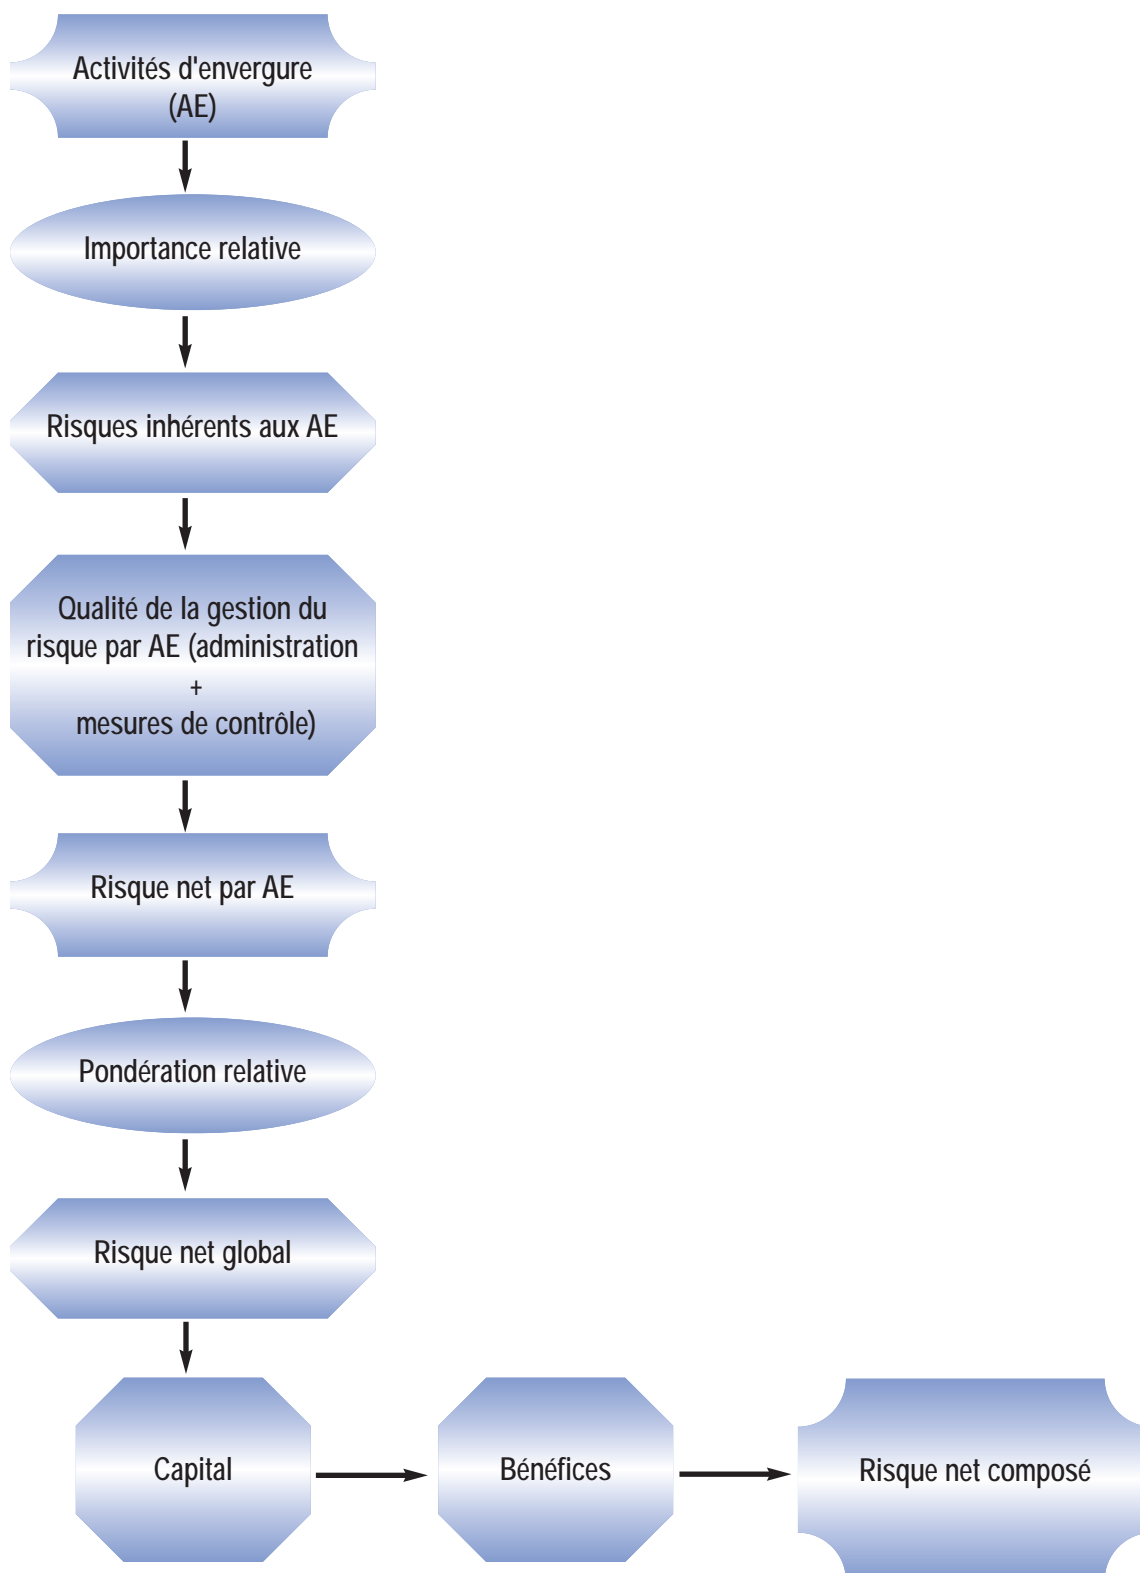 Activités d'envergure
(AE)
Importance relative
Risques inhérents aux AE
Qualité de la gestion du
risque par AE (administration
+
mesures de contrôle)
Risque net par AE
Pondération relative
Risque net global
Capital
Bénéfices
Risque net composé